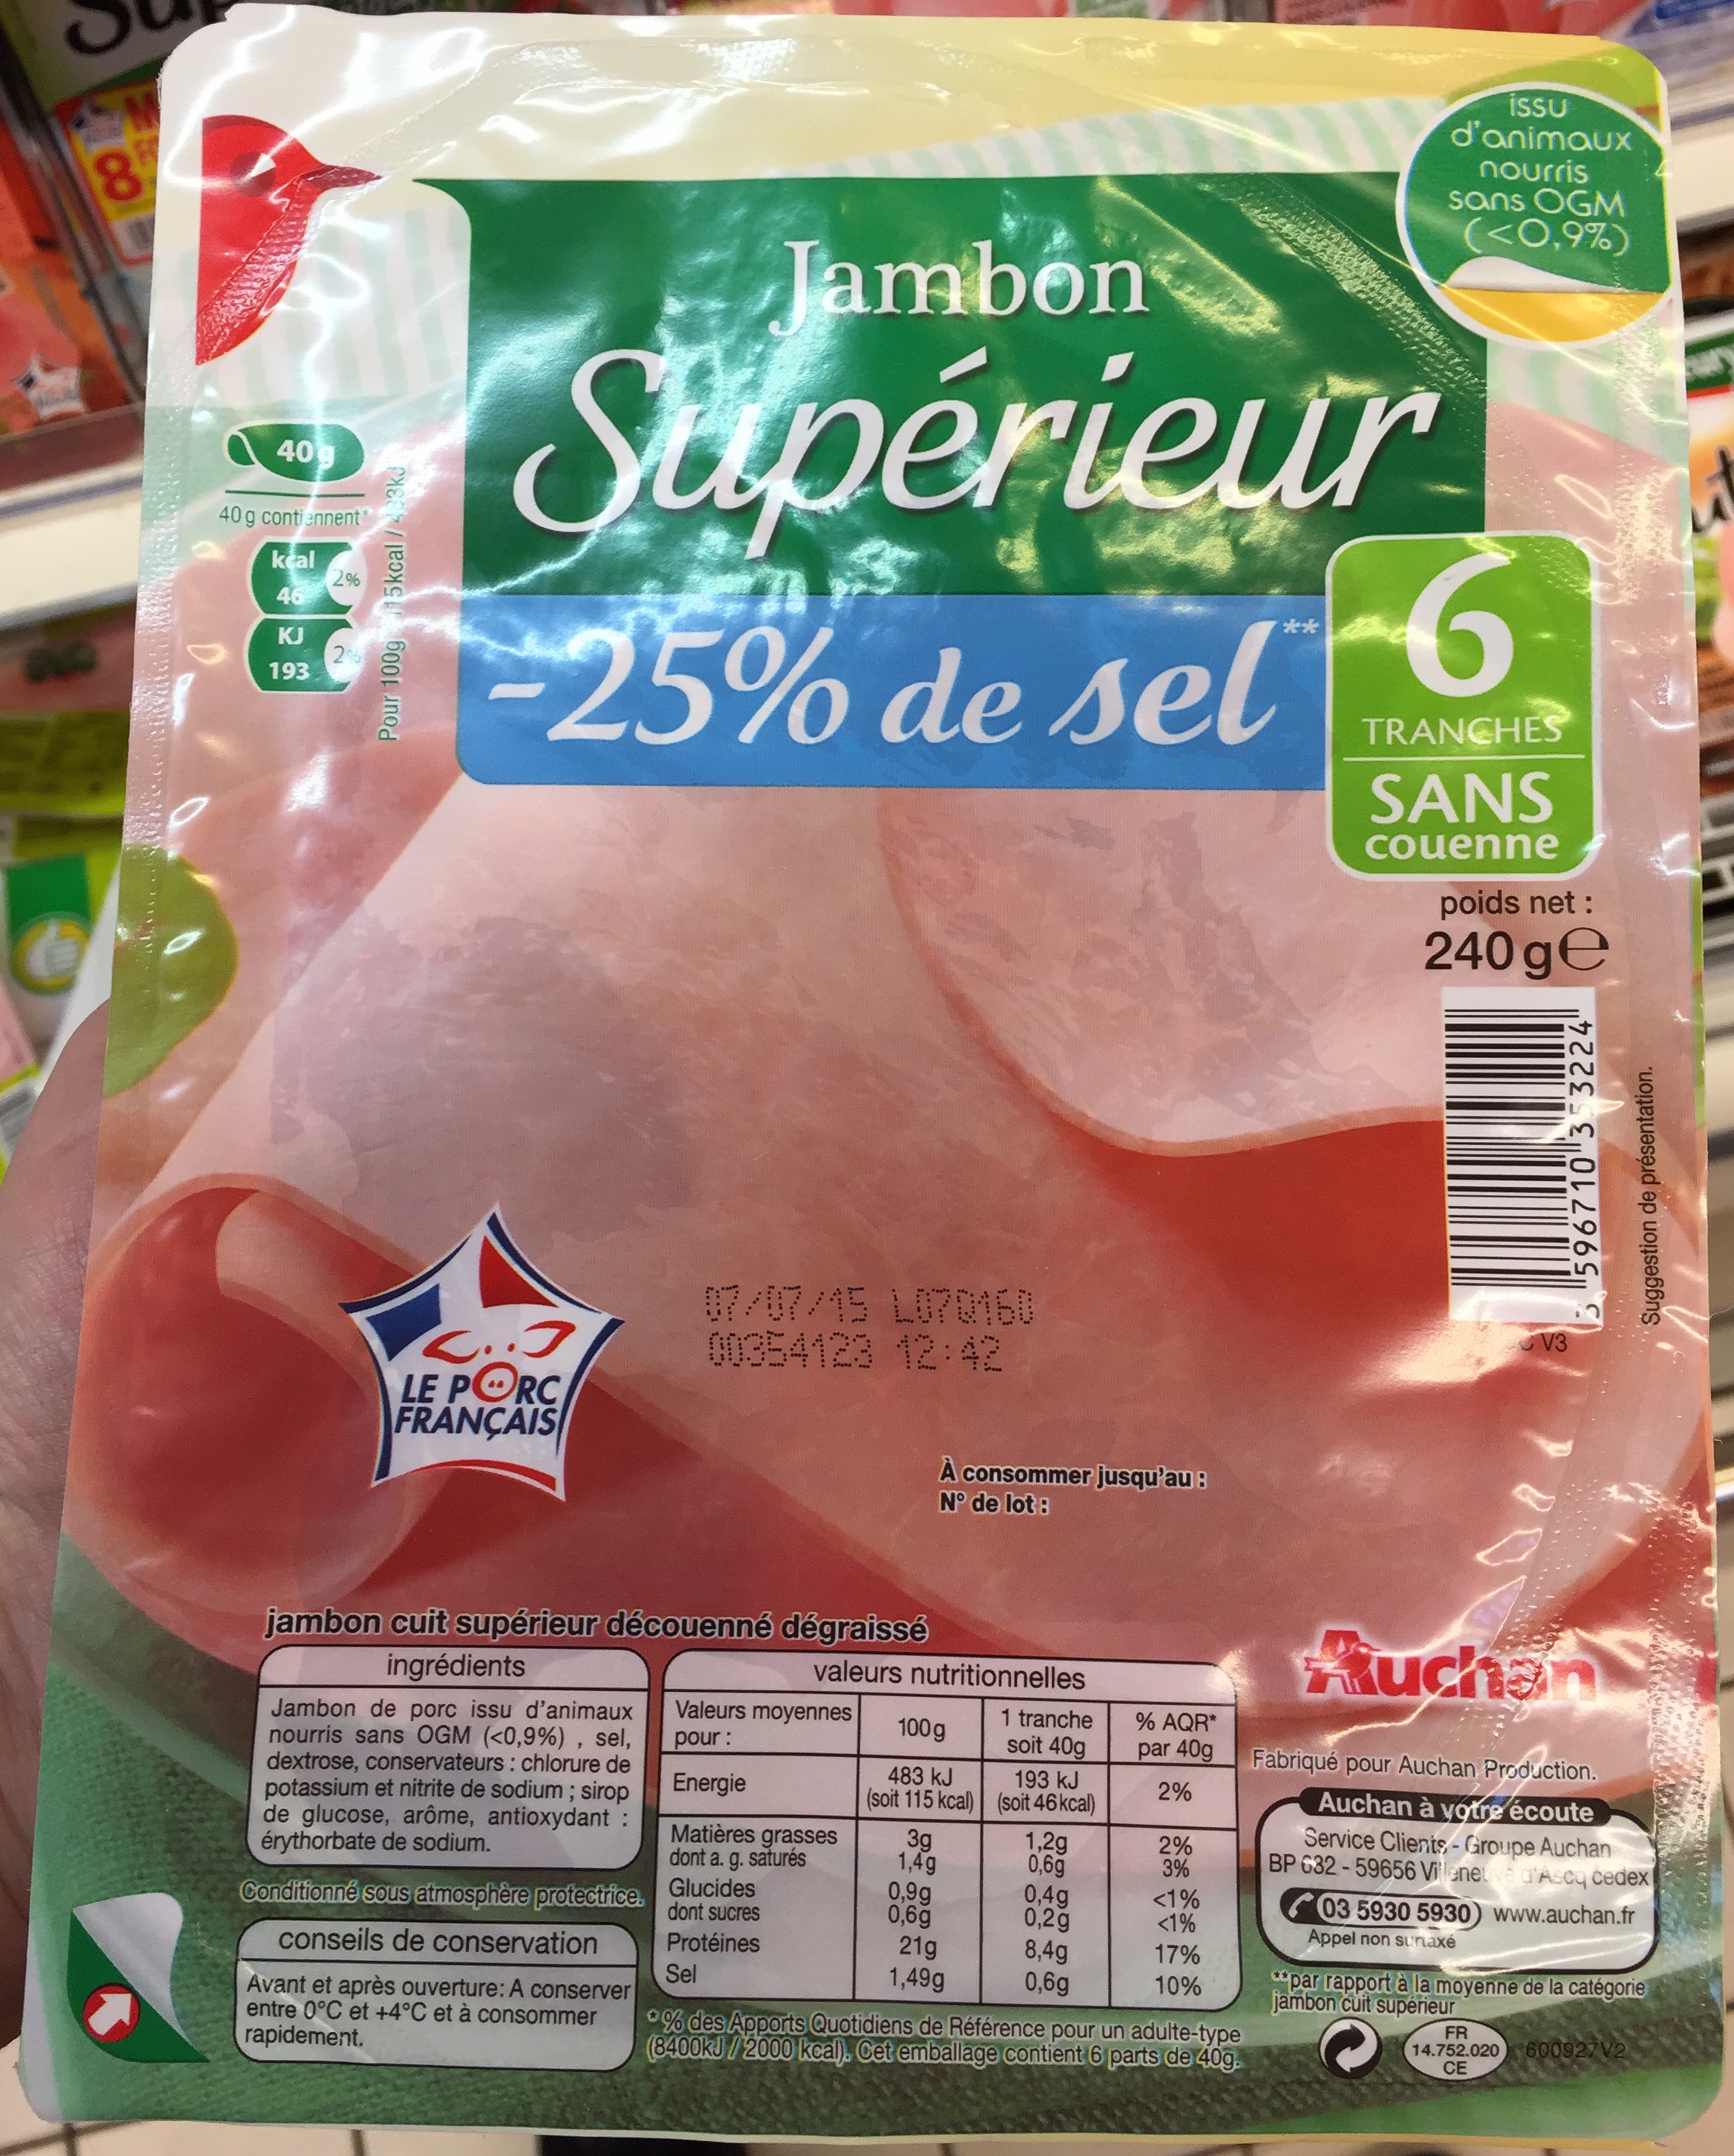 issu
d'animaux
nourris
sans OGM
(<0,9%)
Jambon
Supérieur
-25% de sel**
40g
40 g contiennent*
kcal
46
2%
KJ
193
2%
6
TRANCHES
SANS
couenne
poids net :
240 g e
Suggestion de présentation.
LE PORC
FRANÇAIS
07/07/15 L07Q160
00354123 12:42
À consommer jusqu'au :
N° de lot :
jambon cuit supérieur découenné dégraissé
ingrédients
Jambon de porc issu d'animaux
nourris sans OGM (<0,9%) , sel,
dextrose, conservateurs : chlorure de
potassium et nitrite de sodium ; sirop
de glucose, arôme, antioxydant :
érythorbate de sodium.
Conditionné sous atmosphère protectrice.
conseils de conservation
Avant et après ouverture: A conserver
entre 0°C et +4°C et à consommer
rapidement.
valeurs nutritionnelles
Valeurs moyennes pour : 100g 1 tranche soit 40g % AQR* par 40g
Energie 483 kJ (soit 115 kcal) 193 kJ (soit 46 kcal) 2%
Matières grasses 3g 1,2g 2%
dont a. g. saturés 1,4g 0,6g 3%
Glucides 0,9g 0,4g <1%
dont sucres 0,6g 0,2g <1%
Protéines 21g 8,4g 17%
Sel 1,49g 0,6g 10%
*% des Apports Quotidiens de Référence pour un adulte-type
(8400kJ / 2000 kcal). Cet emballage contient 6 parts de 40g.
Auchan
Fabriqué pour Auchan Production.
Auchan à votre écoute
Service Clients - Groupe Auchan
BP 632 - 59656 Villeneuve d'Ascq cedex
03 5930 5930 www.auchan.fr
Appel non surtaxé
**par rapport à la moyenne de la catégorie
jambon cuit supérieur
FR
14.752.020
CE
600927V2